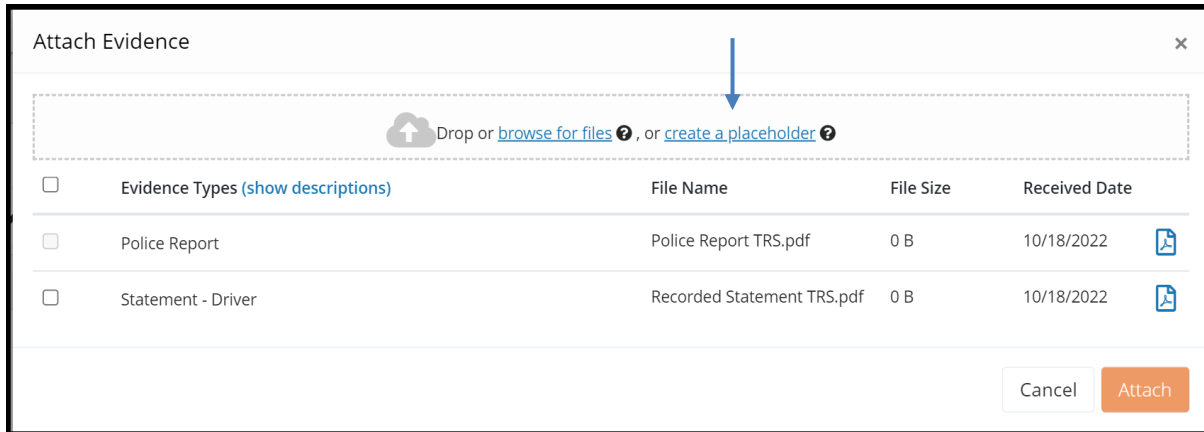 Attach Evidence ×
Drop or browse for files ? , or create a placeholder ?
Evidence Types (show descriptions) File Name File Size Received Date
Police Report Police Report TRS.pdf 0 B 10/18/2022
Statement - Driver Recorded Statement TRS.pdf 0 B 10/18/2022
Cancel Attach